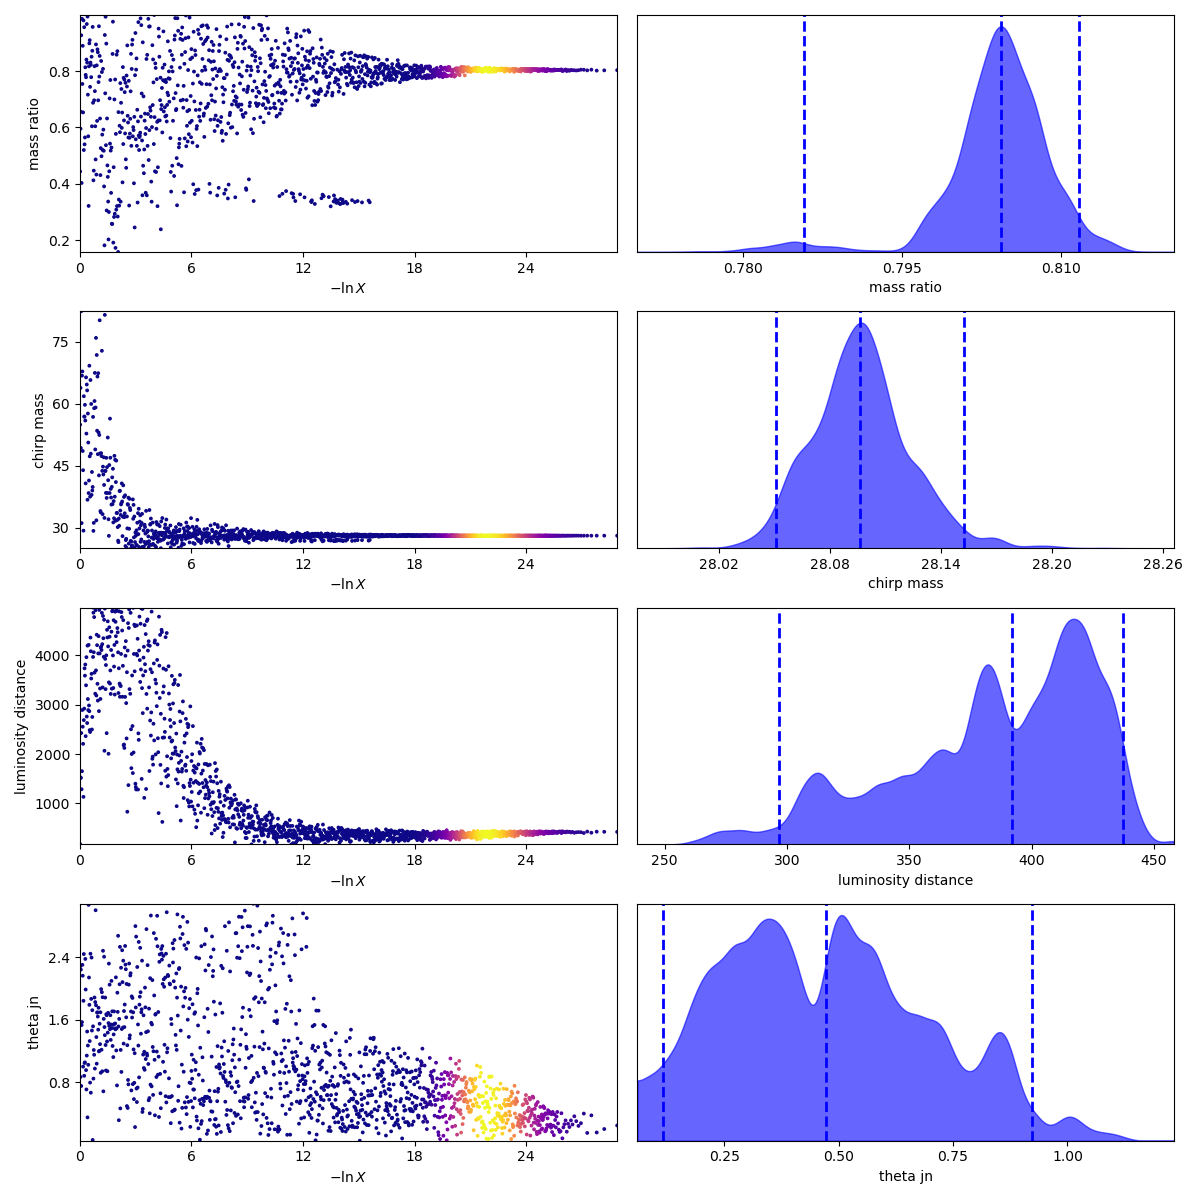 0.8
0.6
0.4
0.2
mass ratio
0 6 12 18 24
−ln X
0.780 0.795 0.810
mass ratio
75
60
45
30
chirp mass
0 6 12 18 24
−ln X
28.02 28.08 28.14 28.20 28.26
chirp mass
4000
3000
2000
1000
luminosity distance
0 6 12 18 24
−ln X
250 300 350 400 450
luminosity distance
2.4
1.6
0.8
theta jn
0 6 12 18 24
−ln X
0.25 0.50 0.75 1.00
theta jn